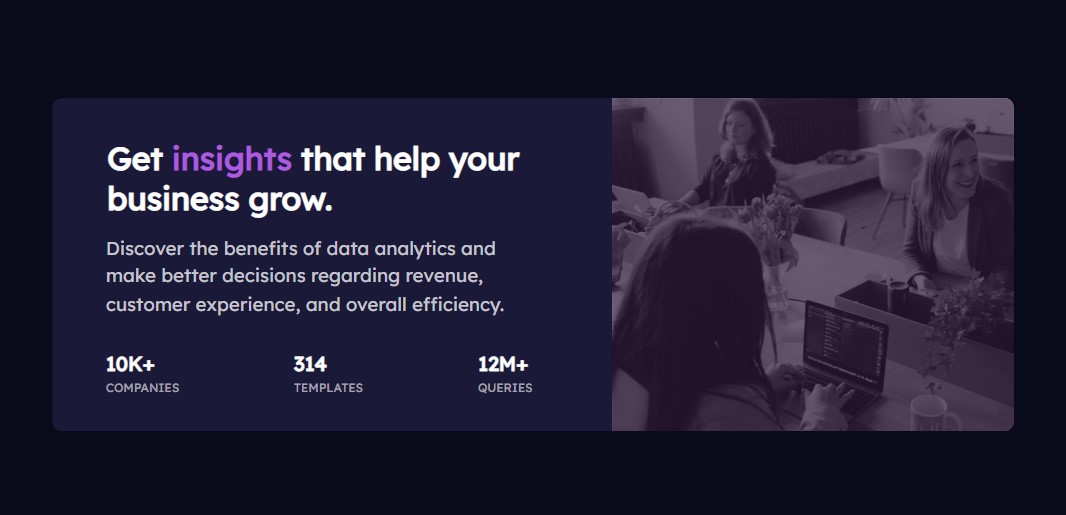 Get insights that help your
business grow.
Discover the benefits of data analytics and
make better decisions regarding revenue,
customer experience, and overall efficiency.
10K+ 314 12M+
COMPANIES TEMPLATES QUERIES